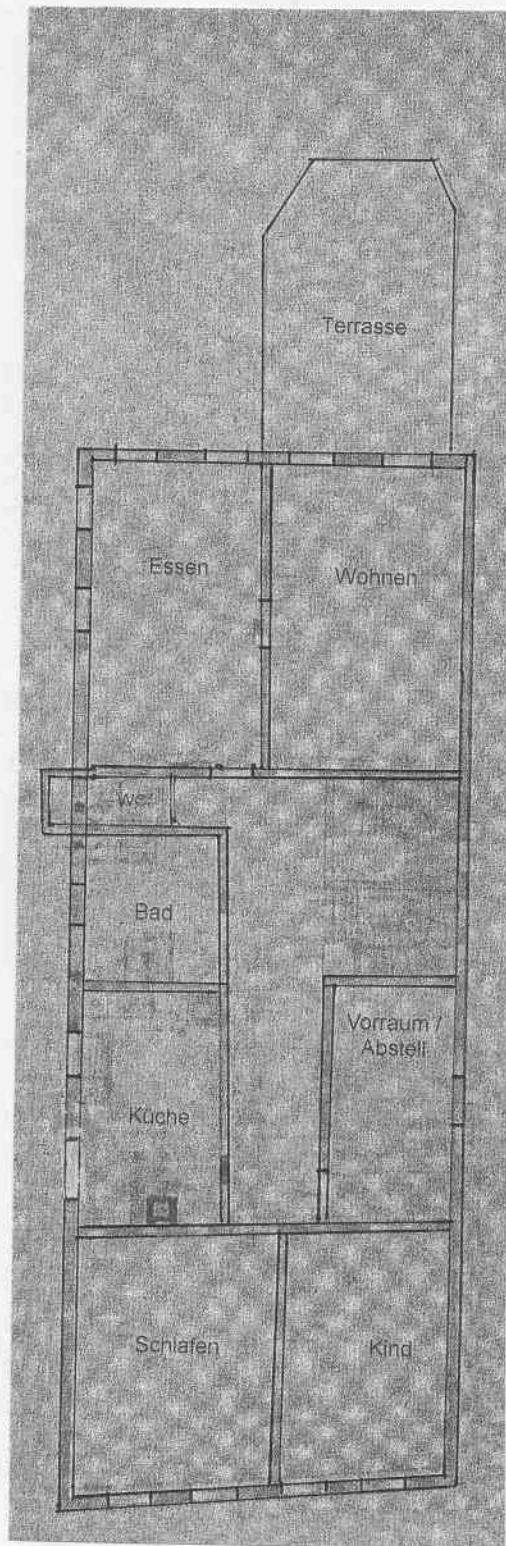 Terrasse
Essen
Wohnen
WC
Bad
Vorraum /
Abstell
Küche
Schlafen
Kind